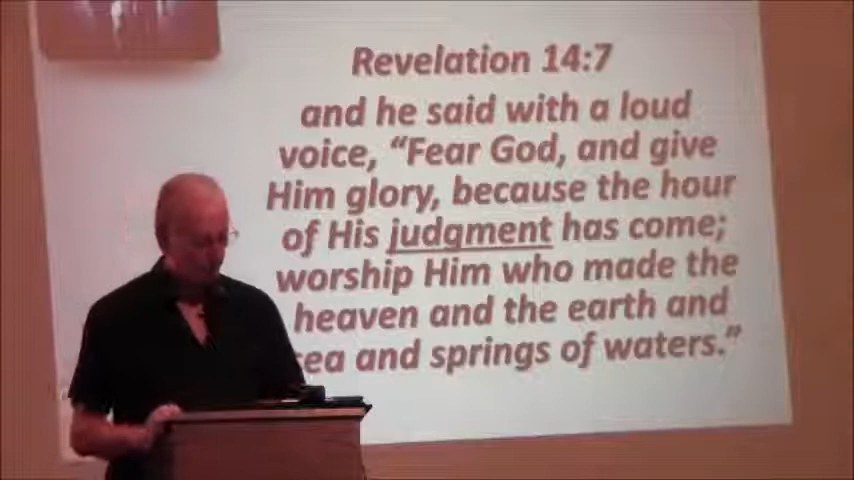 Revelation 14:7
and he said with a loud
voice, “Fear God, and give
Him glory, because the hour
of His judgment has come;
worship Him who made the
heaven and the earth and
sea and springs of waters.”